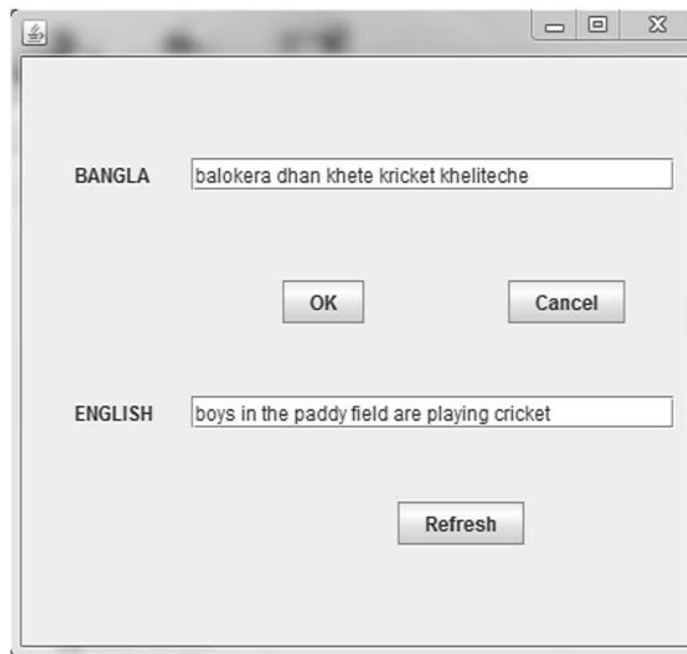 BANGLA balokera dhan khete kricket kheliteche
OK Cancel
ENGLISH boys in the paddy field are playing cricket
Refresh